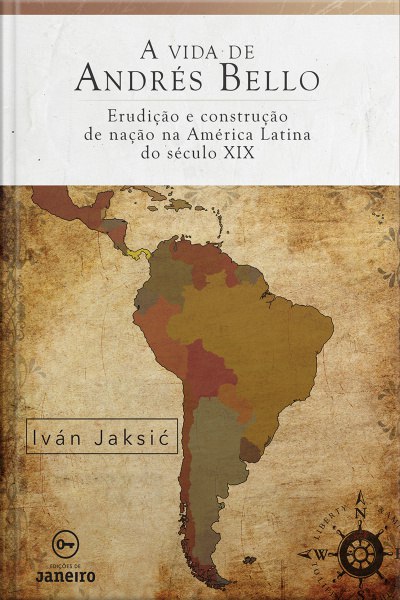 A VIDA DE
ANDRÉS BELLO
Erudição e construção
de nação na América Latina
do século XIX
Iván Jaksić
EDIÇÕES DE
JANEIRO
LIBERTY
N
W